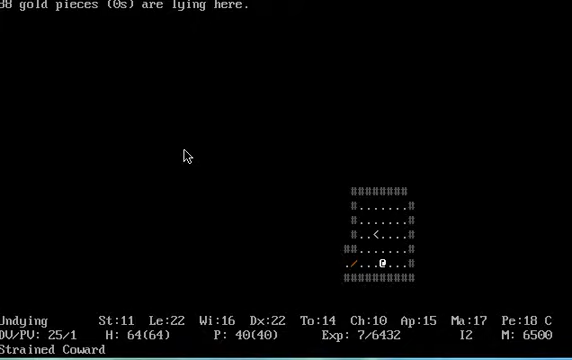 38 gold pieces (0s) are lying here.
########
#.......#
#.......#
#..<....#
##.......#
./...@...#
##########
Undying St:11 Le:22 Wi:16 Dx:22 To:14 Ch:10 Ap:15 Ma:17 Pe:18 C
DV/PV: 25/1 H: 64(64) P: 40(40) Exp: 7/6432 I2 M: 6500
Strained Coward